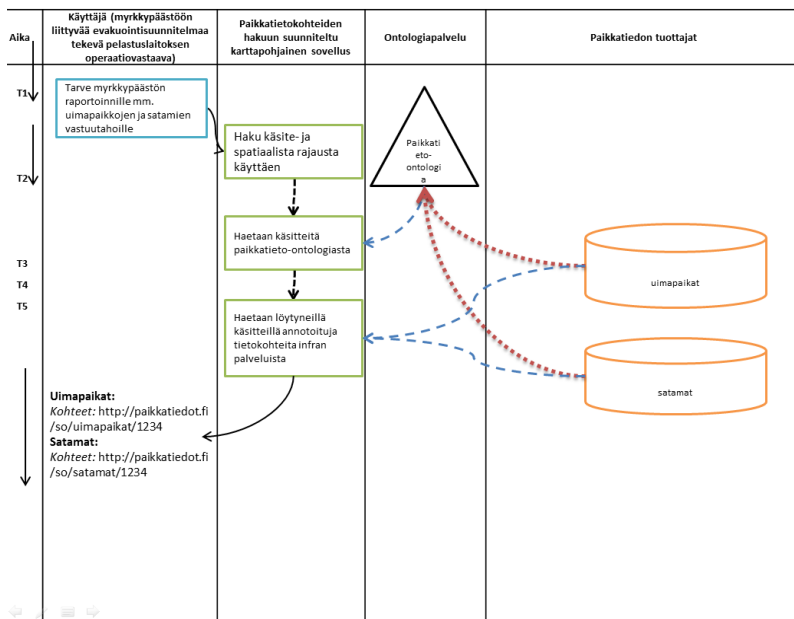 Aika
Käyttäjä (myrkkypäästöön
liittyvää evakuointisuunnitelmaa
tekevä pelastuslaitoksen
operaatiovastaava)
Paikkatietokohteiden
hakuun suunniteltu
karttapohjainen sovellus
Ontologiapalvelu
Paikkatiedon tuottajat
T1
Tarve myrkkypäästön
raportoinnille mm.
uimapaikkojen ja satamien
vastuutahoille
Haku käsite- ja
spatiaalista rajausta
käyttäen
Paikkati
eto-
ontologi
a
T2
Haetaan käsitteitä
paikkatieto-ontologiasta
T3
T4
T5
uimapaikat
Haetaan löytyneillä
käsitteillä annotoituja
tietokohteita infran
palveluista
satamat
Uimapaikat:
Kohteet: http://paikkatiedot.fi
/so/uimapaikat/1234
Satamat:
Kohteet: http://paikkatiedot.fi
/so/satamat/1234